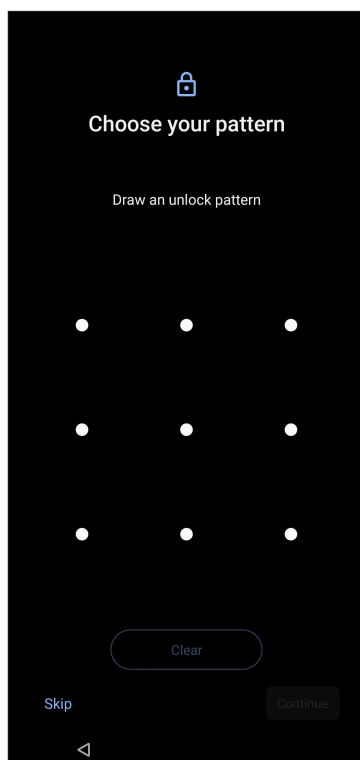 Choose your pattern
Draw an unlock pattern
Clear
Skip
Continue